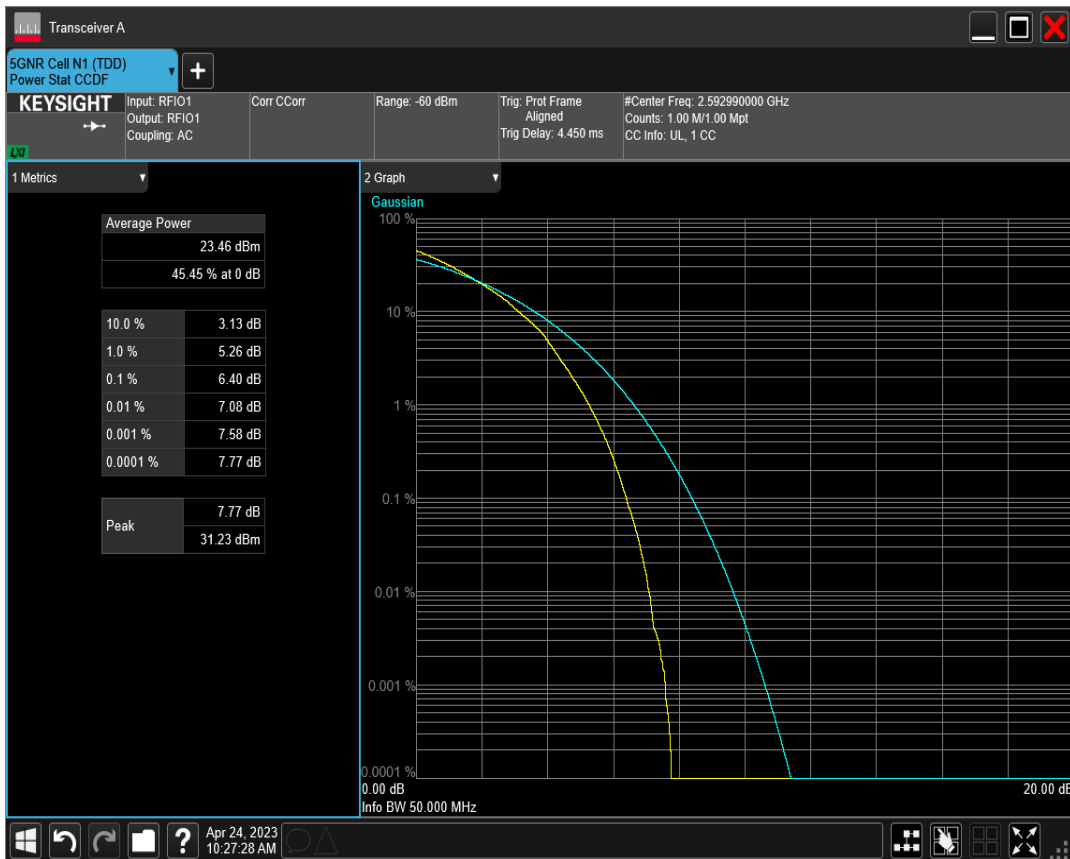 Transceiver A
5GNR Cell N1 (TDD)
Power Stat CCDF
+
KEYSIGHT
LXI
Input: RFIO1
Output: RFIO1
Coupling: AC
Corr CCorr
Range: -60 dBm
Trig: Prot Frame
Aligned
Trig Delay: 4.450 ms
#Center Freq: 2.592990000 GHz
Counts: 1.00 M/1.00 Mpt
CC Info: UL, 1 CC
1 Metrics
Average Power
23.46 dBm
45.45 % at 0 dB
10.0 % 3.13 dB
1.0 % 5.26 dB
0.1 % 6.40 dB
0.01 % 7.08 dB
0.001 % 7.58 dB
0.0001 % 7.77 dB
Peak 7.77 dB
31.23 dBm
2 Graph
Gaussian
100 %
10 %
1 %
0.1 %
0.01 %
0.001 %
0.0001 %
0.00 dB 20.00 dB
Info BW 50.000 MHz
?
Apr 24, 2023
10:27:28 AM